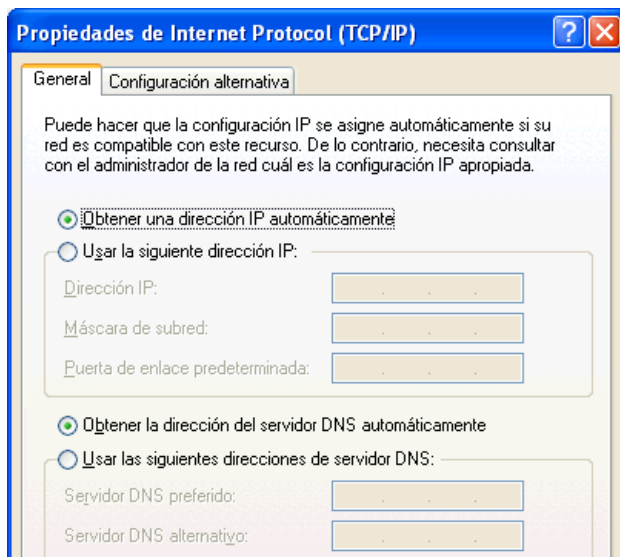 Propiedades de Internet Protocol (TCP/IP)
General
Configuración alternativa
Puede hacer que la configuración IP se asigne automáticamente si su
red es compatible con este recurso. De lo contrario, necesita consultar
con el administrador de la red cuál es la configuración IP apropiada.
Obtener una dirección IP automáticamente
Usar la siguiente dirección IP:
Dirección IP:
Máscara de subred:
Puerta de enlace predeterminada:
Obtener la dirección del servidor DNS automáticamente
Usar las siguientes direcciones de servidor DNS:
Servidor DNS preferido:
Servidor DNS alternativo: